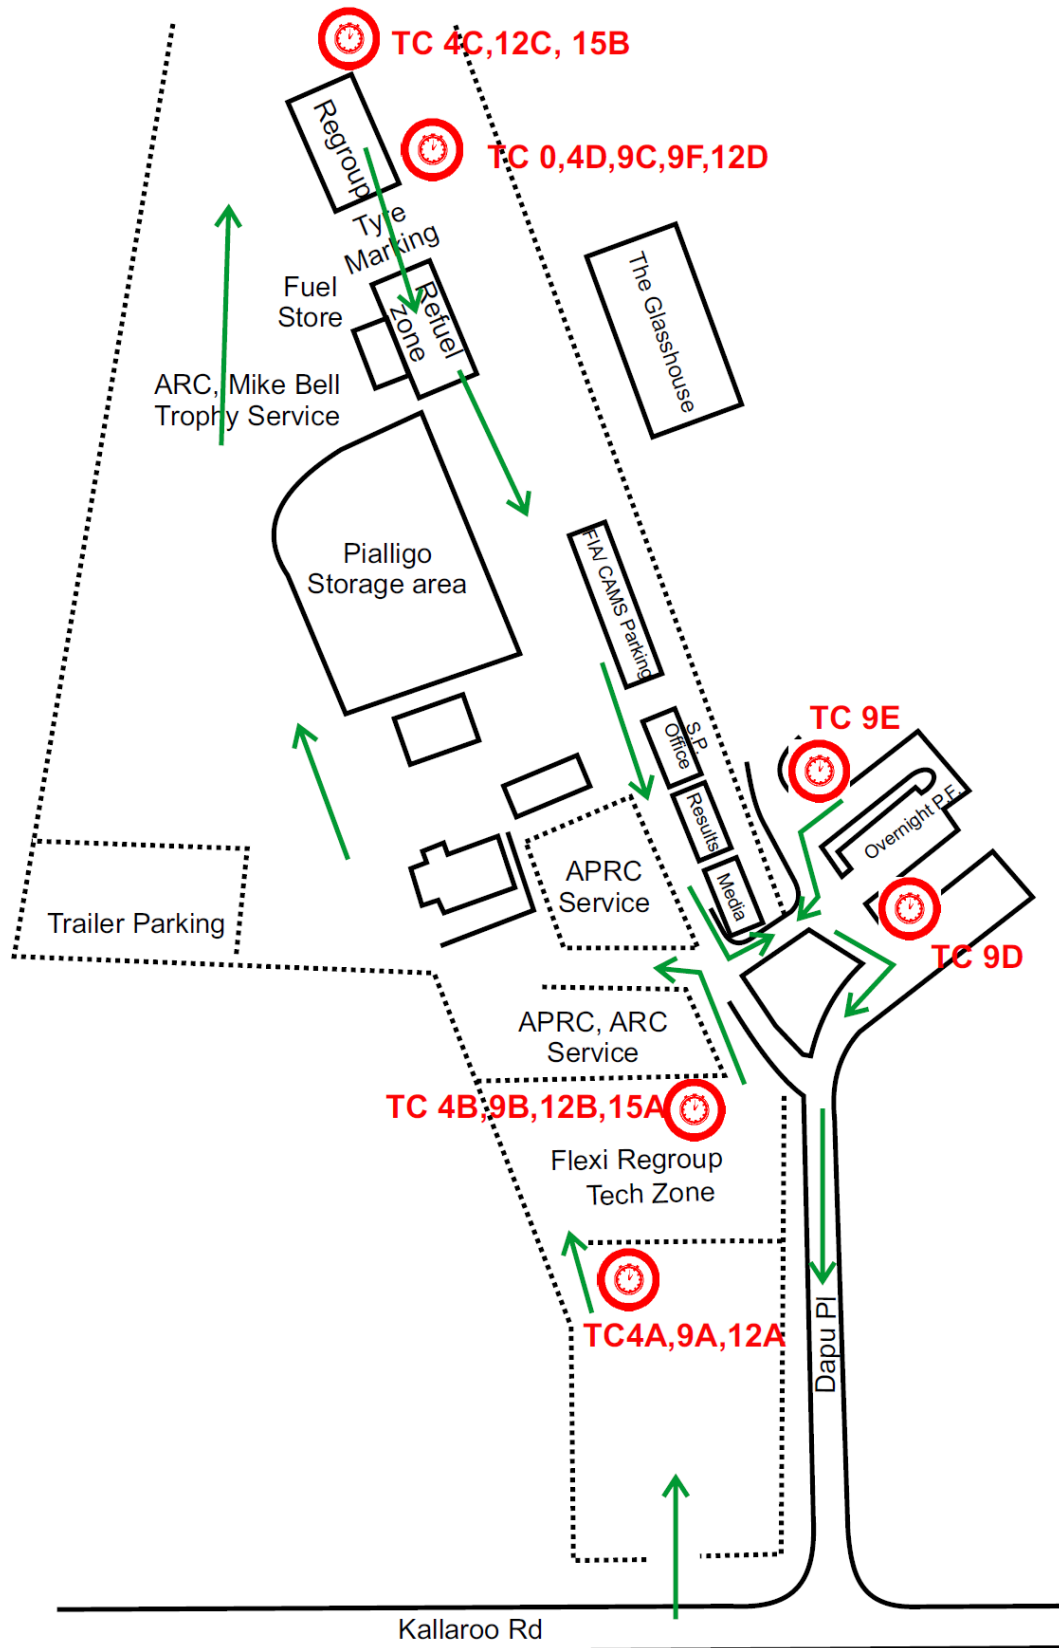 TC 4C,12C, 15B
Regroup
TC 0,4D,9C,9F,12D
Tyre
Marking
Fuel
Store
Refuel
zone
The Glasshouse
ARC, Mike Bell
Trophy Service
Pialligo
Storage area
FIA/ CAMS Parking
S.P.
Office
TC 9E
Results
Overnight P.F.
APRC
Service
Media
Trailer Parking
TC 9D
APRC, ARC
Service
TC 4B,9B,12B,15A
Flexi Regroup
Tech Zone
TC4A,9A,12A
Dapu Pl
Kallaroo Rd